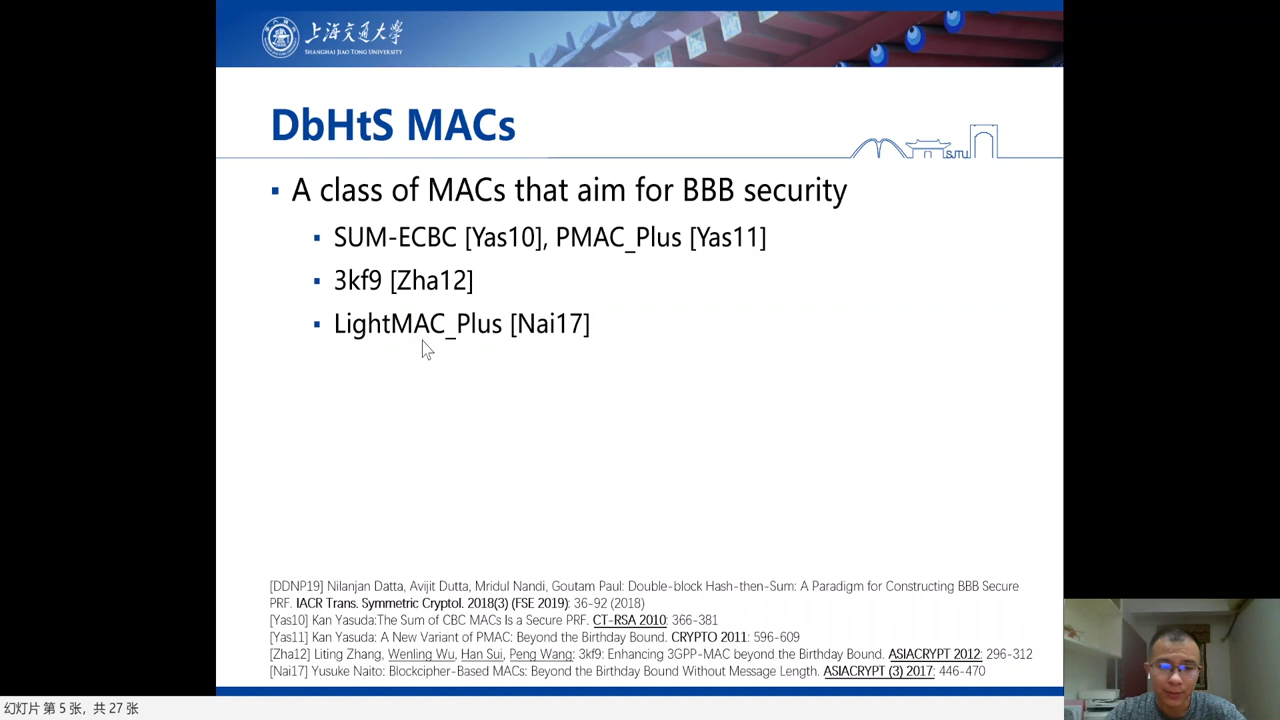 上海交通大学
SHANGHAI JIAO TONG UNIVERSITY
DbHtS MACs
SJTU
▪ A class of MACs that aim for BBB security
▪ SUM-ECBC [Yas10], PMAC_Plus [Yas11]
▪ 3kf9 [Zha12]
▪ LightMAC_Plus [Nai17]
[DDNP19] Nilanjan Datta, Avijit Dutta, Mridul Nandi, Goutam Paul: Double-block Hash-then-Sum: A Paradigm for Constructing BBB Secure
PRF. IACR Trans. Symmetric Cryptol. 2018(3) (FSE 2019): 36-92 (2018)
[Yas10] Kan Yasuda:The Sum of CBC MACs Is a Secure PRF. CT-RSA 2010: 366-381
[Yas11] Kan Yasuda: A New Variant of PMAC: Beyond the Birthday Bound. CRYPTO 2011: 596-609
[Zha12] Liting Zhang, Wenling Wu, Han Sui, Peng Wang: 3kf9: Enhancing 3GPP-MAC beyond the Birthday Bound. ASIACRYPT 2012: 296-312
[Nai17] Yusuke Naito: Blockcipher-Based MACs: Beyond the Birthday Bound Without Message Length. ASIACRYPT (3) 2017: 446-470
幻灯片 第 5 张，共 27 张